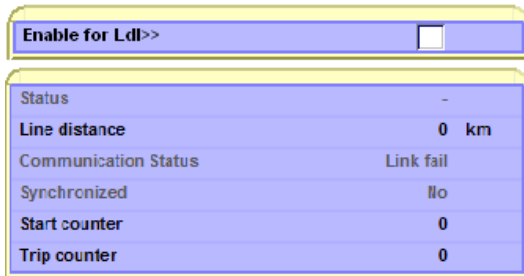 Enable for Ldl>>
Status -
Line distance 0 km
Communication Status Link fail
Synchronized No
Start counter 0
Trip counter 0